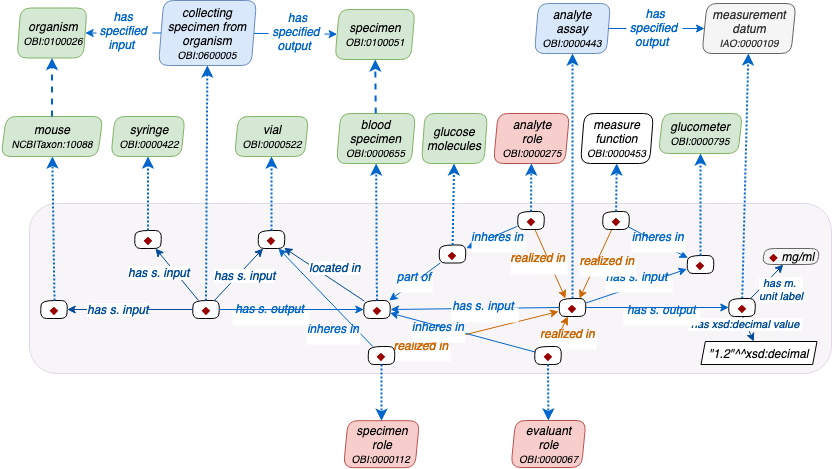 organism
OBI:0100026
has
specified
input
collecting
specimen from
organism
OBI:0600005
has
specified
output
specimen
OBI:0100051
analyte
assay
OBI:0000443
has
specified
output
measurement
datum
IAO:0000109
mouse
NCBITaxon:10088
syringe
OBI:0000422
vial
OBI:0000522
blood
specimen
OBI:0000655
glucose
molecules
analyte
role
OBI:0000275
measure
function
OBI:0000453
glucometer
OBI:0000795
inheres in
inheres in
has s. input
has s. input
located in
part of
realized in
realized in
has s. input
mg/ml
has m.
unit label
has s. input
has s. output
has s. input
has s. output
inheres in
inheres in
realized in
realized in
has xsd:decimal value
"1.2"^^xsd:decimal
specimen
role
OBI:0000112
evaluant
role
OBI:0000067